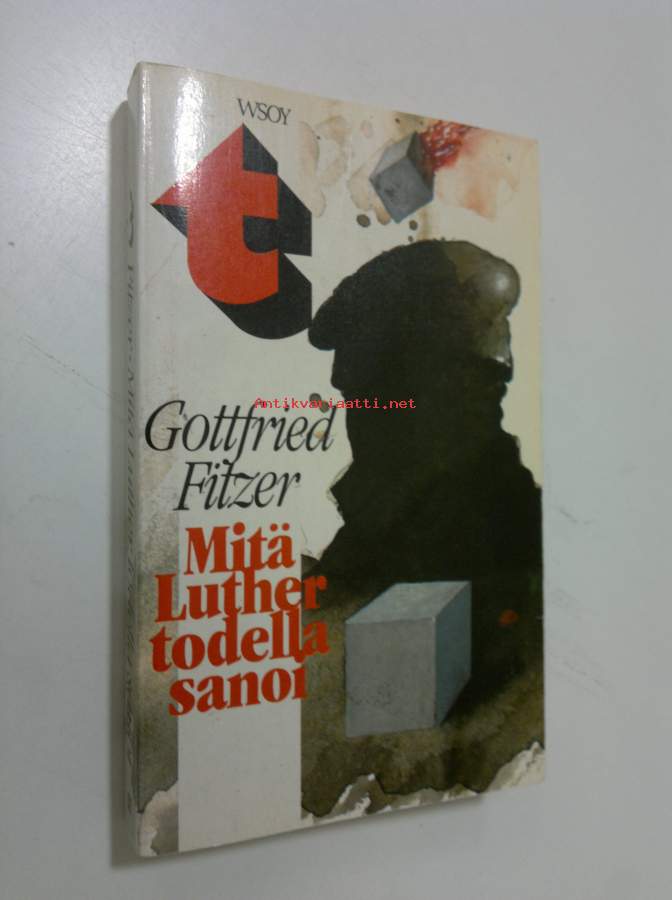 WSOY
t
Antikvariaatti.net
Gottfried
Fitzer
Mitä
Luther
todella
sanoi